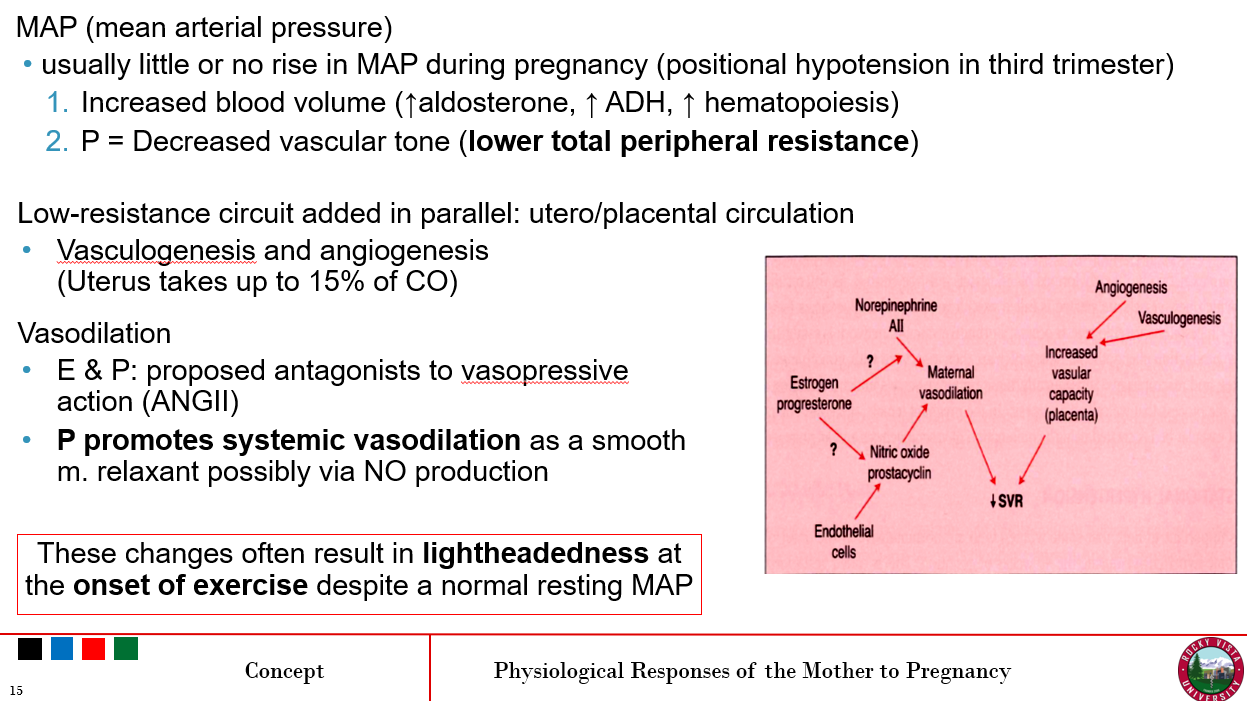 MAP (mean arterial pressure)
• usually little or no rise in MAP during pregnancy (positional hypotension in third trimester)
1. Increased blood volume (↑aldosterone, ↑ ADH, ↑ hematopoiesis)
2. P = Decreased vascular tone (lower total peripheral resistance)
Low-resistance circuit added in parallel: utero/placental circulation
• Vasculogenesis and angiogenesis
(Uterus takes up to 15% of CO)
Vasodilation
• E & P: proposed antagonists to vasopressive
action (ANGII)
• P promotes systemic vasodilation as a smooth
m. relaxant possibly via NO production
These changes often result in lightheadedness at
the onset of exercise despite a normal resting MAP
Norepinephrine
AII
Angiogenesis
Vasculogenesis
?
Estrogen
progresterone
Maternal
vasodilation
Increased
vasular
capacity
(placenta)
?
Nitric oxide
prostacyclin
↓SVR
Endothelial
cells
15
Concept
Physiological Responses of the Mother to Pregnancy
ROCKY VISTA
UNIVERSITY